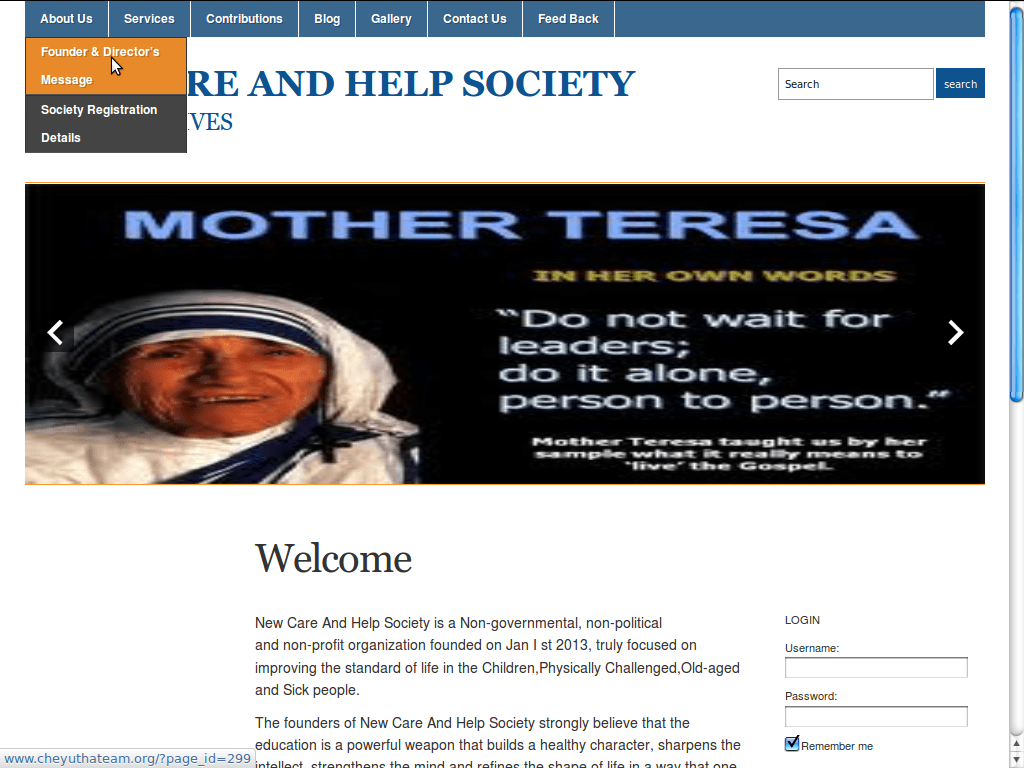 About Us Services Contributions Blog Gallery Contact Us Feed Back
Founder & Director's
Message
Society Registration
Details
RE AND HELP SOCIETY
IVES
Search search
MOTHER TERESA
IN HER OWN WORDS
“Do not wait for
leaders;
do it alone,
person to person.”
Mother Teresa taught us by her
sample what it really means to
'live' the Gospel.
Welcome
New Care And Help Society is a Non-governmental, non-political
and non-profit organization founded on Jan I st 2013, truly focused on
improving the standard of life in the Children,Physically Challenged,Old-aged
and Sick people.
The founders of New Care And Help Society strongly believe that the
education is a powerful weapon that builds a healthy character, sharpens the
intellect, strengthens the mind and refines the shape of life in a way that one
LOGIN
Username:
Password:
Remember me
www.cheyuthateam.org/?page_id=299